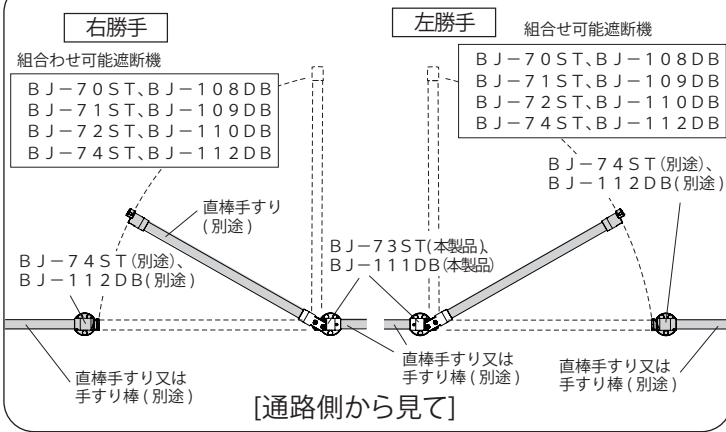 右勝手
組合わせ可能遮断機
ＢＪ－７０ＳＴ、ＢＪ－１０８ＤＢ
ＢＪ－７１ＳＴ、ＢＪ－１０９ＤＢ
ＢＪ－７２ＳＴ、ＢＪ－１１０ＤＢ
ＢＪ－７４ＳＴ、ＢＪ－１１２ＤＢ
直棒手すり
(別途)
ＢＪ－７４ＳＴ(別途)、
ＢＪ－１１２ＤＢ(別途)
直棒手すり又は
手すり棒(別途)
ＢＪ－７３ＳＴ(本製品)、
ＢＪ－１１１ＤＢ(本製品)
直棒手すり又は
手すり棒(別途)
左勝手
組合せ可能遮断機
ＢＪ－７０ＳＴ、ＢＪ－１０８ＤＢ
ＢＪ－７１ＳＴ、ＢＪ－１０９ＤＢ
ＢＪ－７２ＳＴ、ＢＪ－１１０ＤＢ
ＢＪ－７４ＳＴ、ＢＪ－１１２ＤＢ
ＢＪ－７４ＳＴ(別途)、
ＢＪ－１１２ＤＢ(別途)
直棒手すり又は
手すり棒(別途)
[通路側から見て]